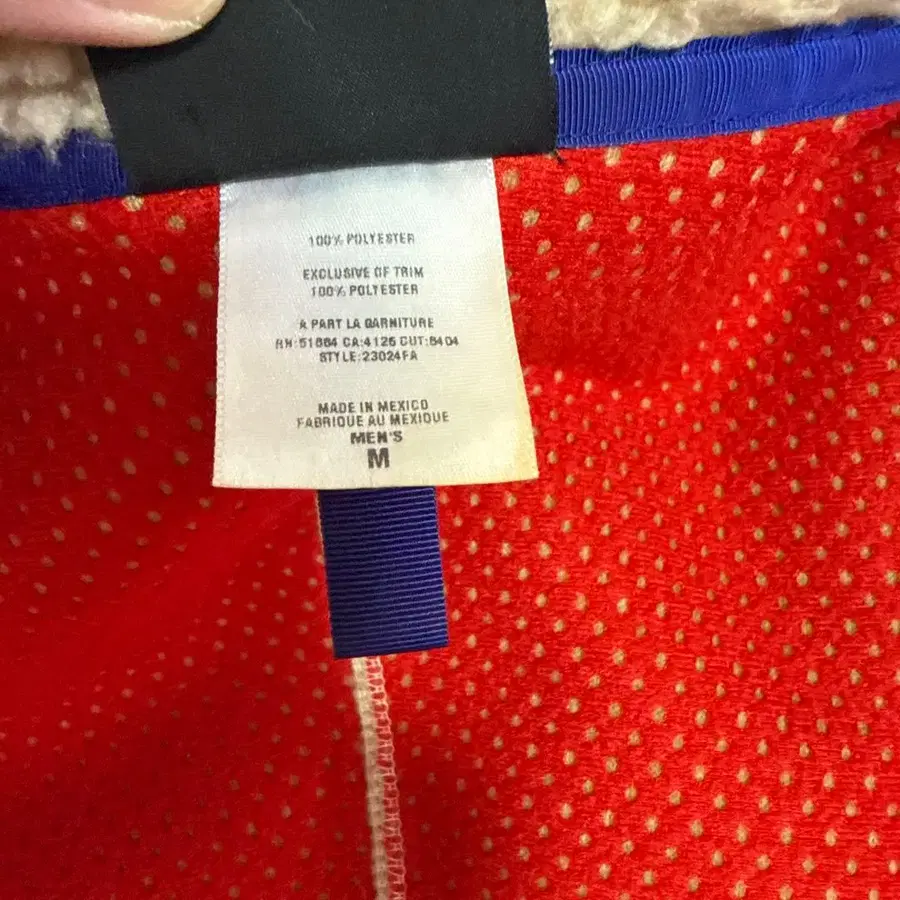 100% POLYESTER
EXCLUSIVE OF TRIM
100% POLYESTER
A PART LA GARNITURE
RN:51884 CA:4125 CUT:5404
STYLE:23024FA
MADE IN MEXICO
FABRIQUE AU MEXIQUE
MEN'S
M